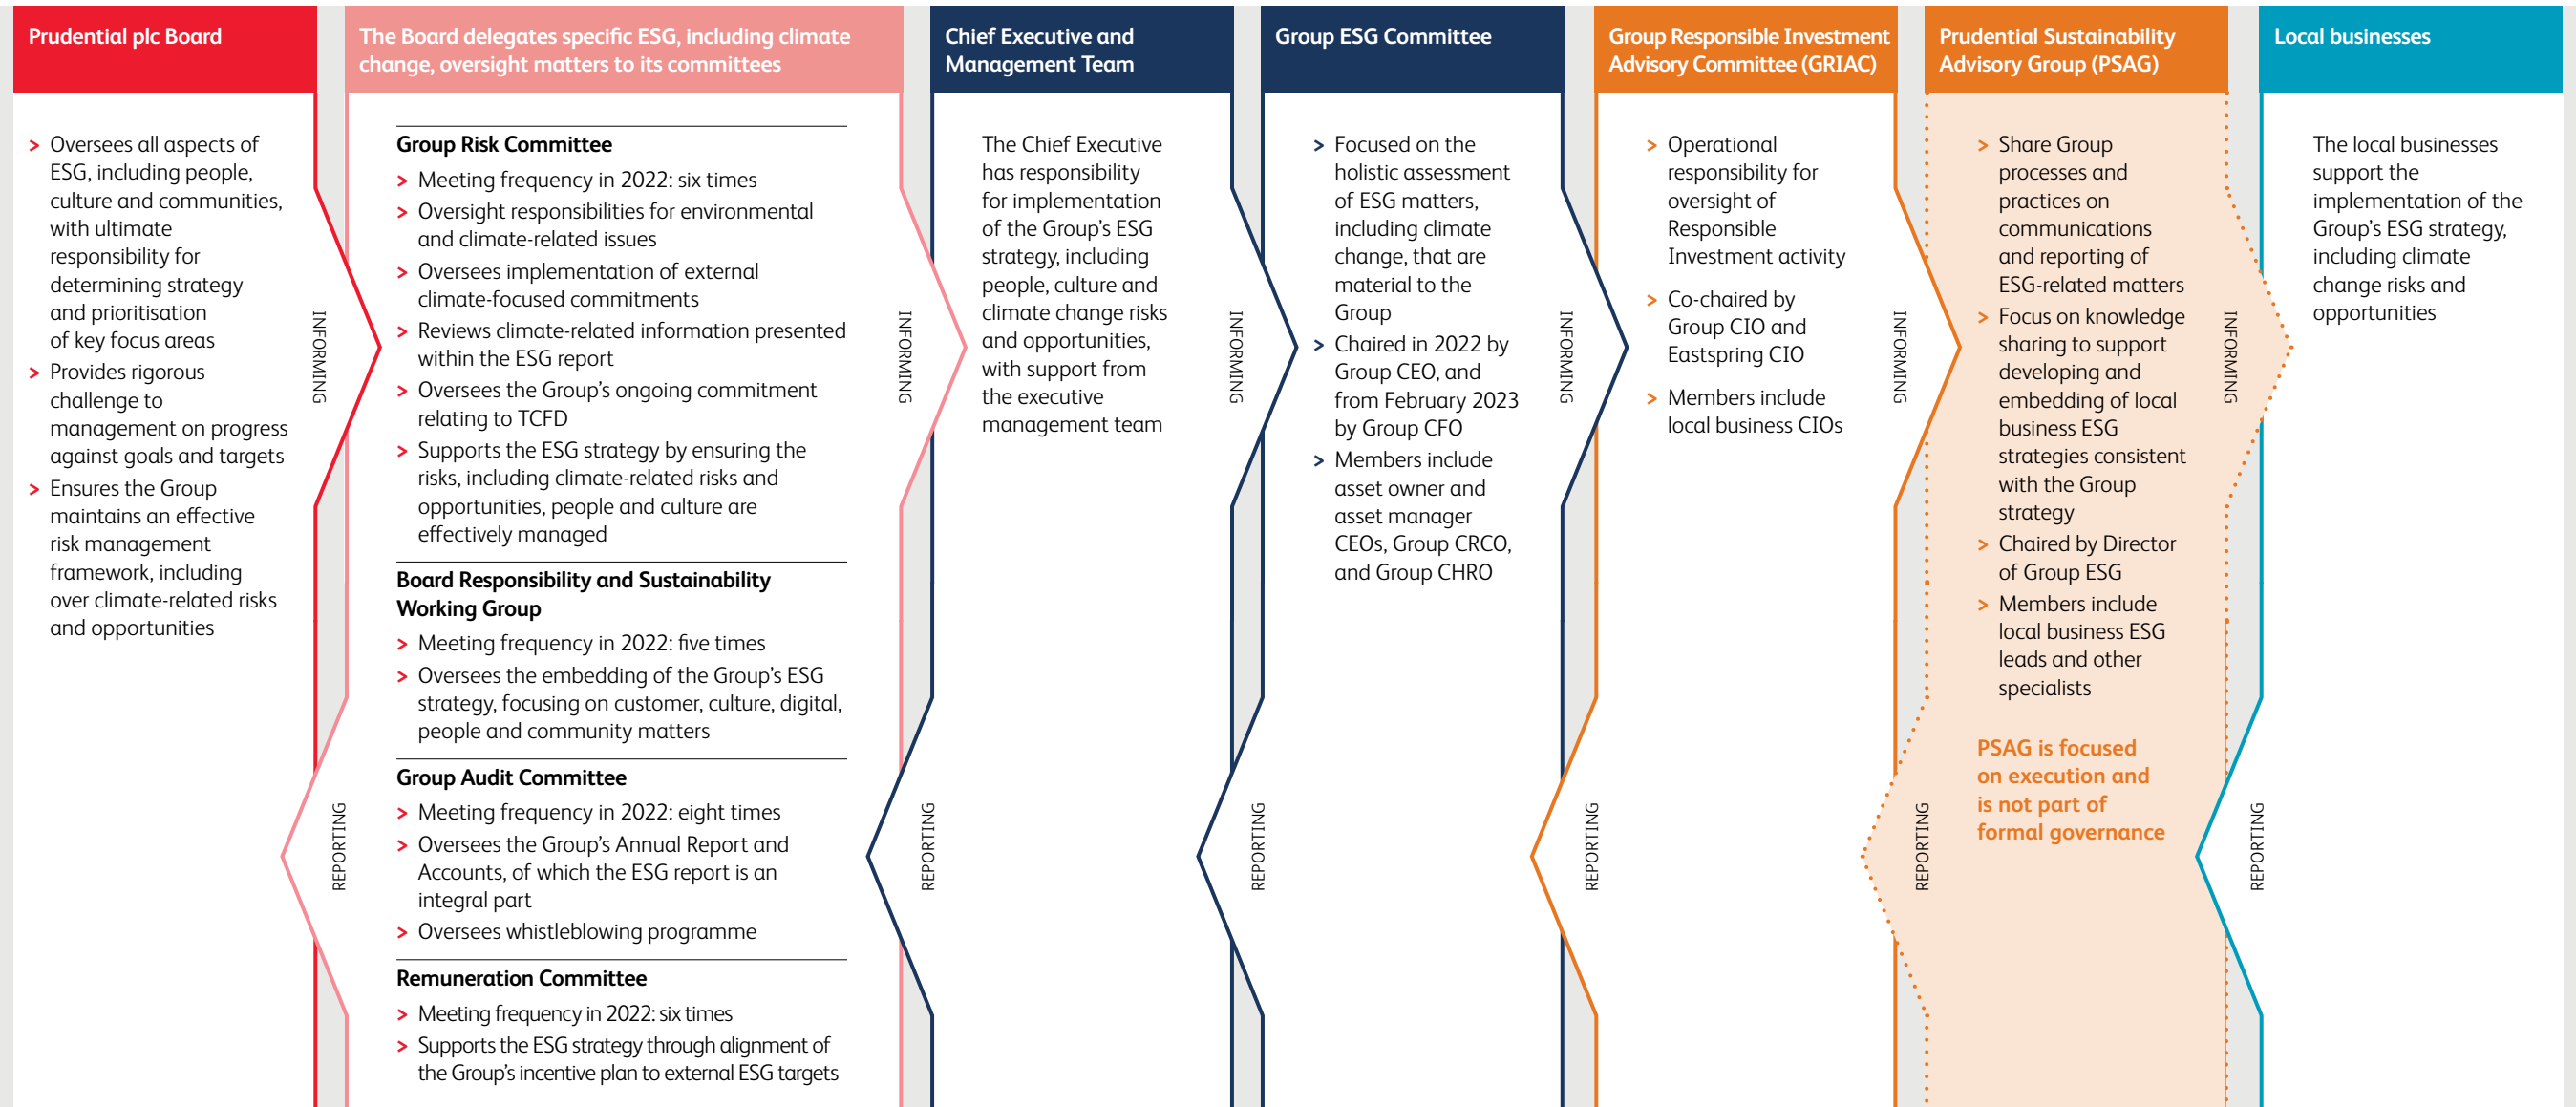 Prudential plc Board
> Oversees all aspects of
ESG, including people,
culture and communities,
with ultimate
responsibility for
determining strategy
and prioritisation
of key focus areas
> Provides rigorous
challenge to
management on progress
against goals and targets
> Ensures the Group
maintains an effective
risk management
framework, including
over climate-related risks
and opportunities
INFORMING
REPORTING
The Board delegates specific ESG, including climate
change, oversight matters to its committees
Group Risk Committee
> Meeting frequency in 2022: six times
> Oversight responsibilities for environmental
and climate-related issues
> Oversees implementation of external
climate-focused commitments
> Reviews climate-related information presented
within the ESG report
> Oversees the Group’s ongoing commitment
relating to TCFD
> Supports the ESG strategy by ensuring the
risks, including climate-related risks and
opportunities, people and culture are
effectively managed
Board Responsibility and Sustainability
Working Group
> Meeting frequency in 2022: five times
> Oversees the embedding of the Group’s ESG
strategy, focusing on customer, culture, digital,
people and community matters
Group Audit Committee
> Meeting frequency in 2022: eight times
> Oversees the Group’s Annual Report and
Accounts, of which the ESG report is an
integral part
> Oversees whistleblowing programme
Remuneration Committee
> Meeting frequency in 2022: six times
> Supports the ESG strategy through alignment of
the Group’s incentive plan to external ESG targets
INFORMING
REPORTING
Chief Executive and
Management Team
The Chief Executive
has responsibility
for implementation
of the Group’s ESG
strategy, including
people, culture and
climate change risks
and opportunities,
with support from
the executive
management team
INFORMING
REPORTING
Group ESG Committee
> Focused on the
holistic assessment
of ESG matters,
including climate
change, that are
material to the
Group
> Chaired in 2022 by
Group CEO, and
from February 2023
by Group CFO
> Members include
asset owner and
asset manager
CEOs, Group CRCO,
and Group CHRO
INFORMING
REPORTING
Group Responsible Investment
Advisory Committee (GRIAC)
> Operational
responsibility for
oversight of
Responsible
Investment activity
> Co-chaired by
Group CIO and
Eastspring CIO
> Members include
local business CIOs
INFORMING
REPORTING
Prudential Sustainability
Advisory Group (PSAG)
> Share Group
processes and
practices on
communications
and reporting of
ESG-related matters
> Focus on knowledge
sharing to support
developing and
embedding of local
business ESG
strategies consistent
with the Group
strategy
> Chaired by Director
of Group ESG
> Members include
local business ESG
leads and other
specialists
PSAG is focused
on execution and
is not part of
formal governance
INFORMING
REPORTING
Local businesses
The local businesses
support the
implementation of the
Group’s ESG strategy,
including climate
change risks and
opportunities